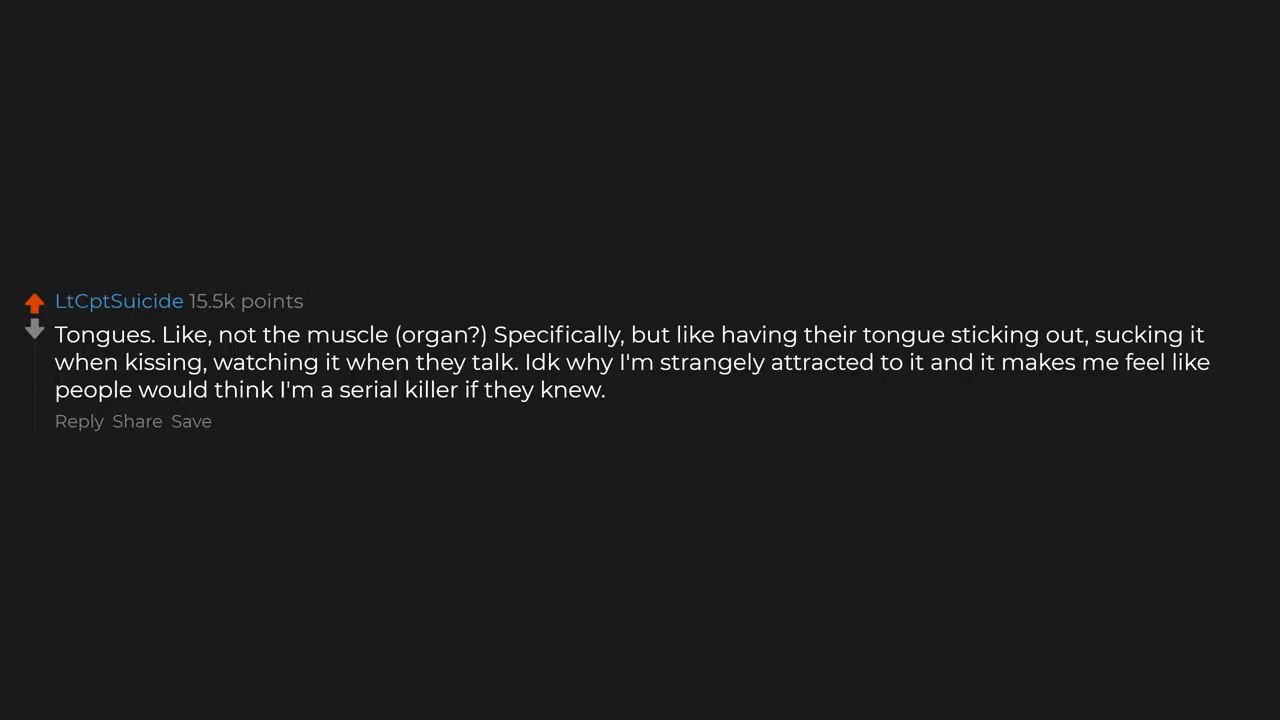 LtCptSuicide 15.5k points
Tongues. Like, not the muscle (organ?) Specifically, but like having their tongue sticking out, sucking it
when kissing, watching it when they talk. Idk why I'm strangely attracted to it and it makes me feel like
people would think I'm a serial killer if they knew.
Reply Share Save